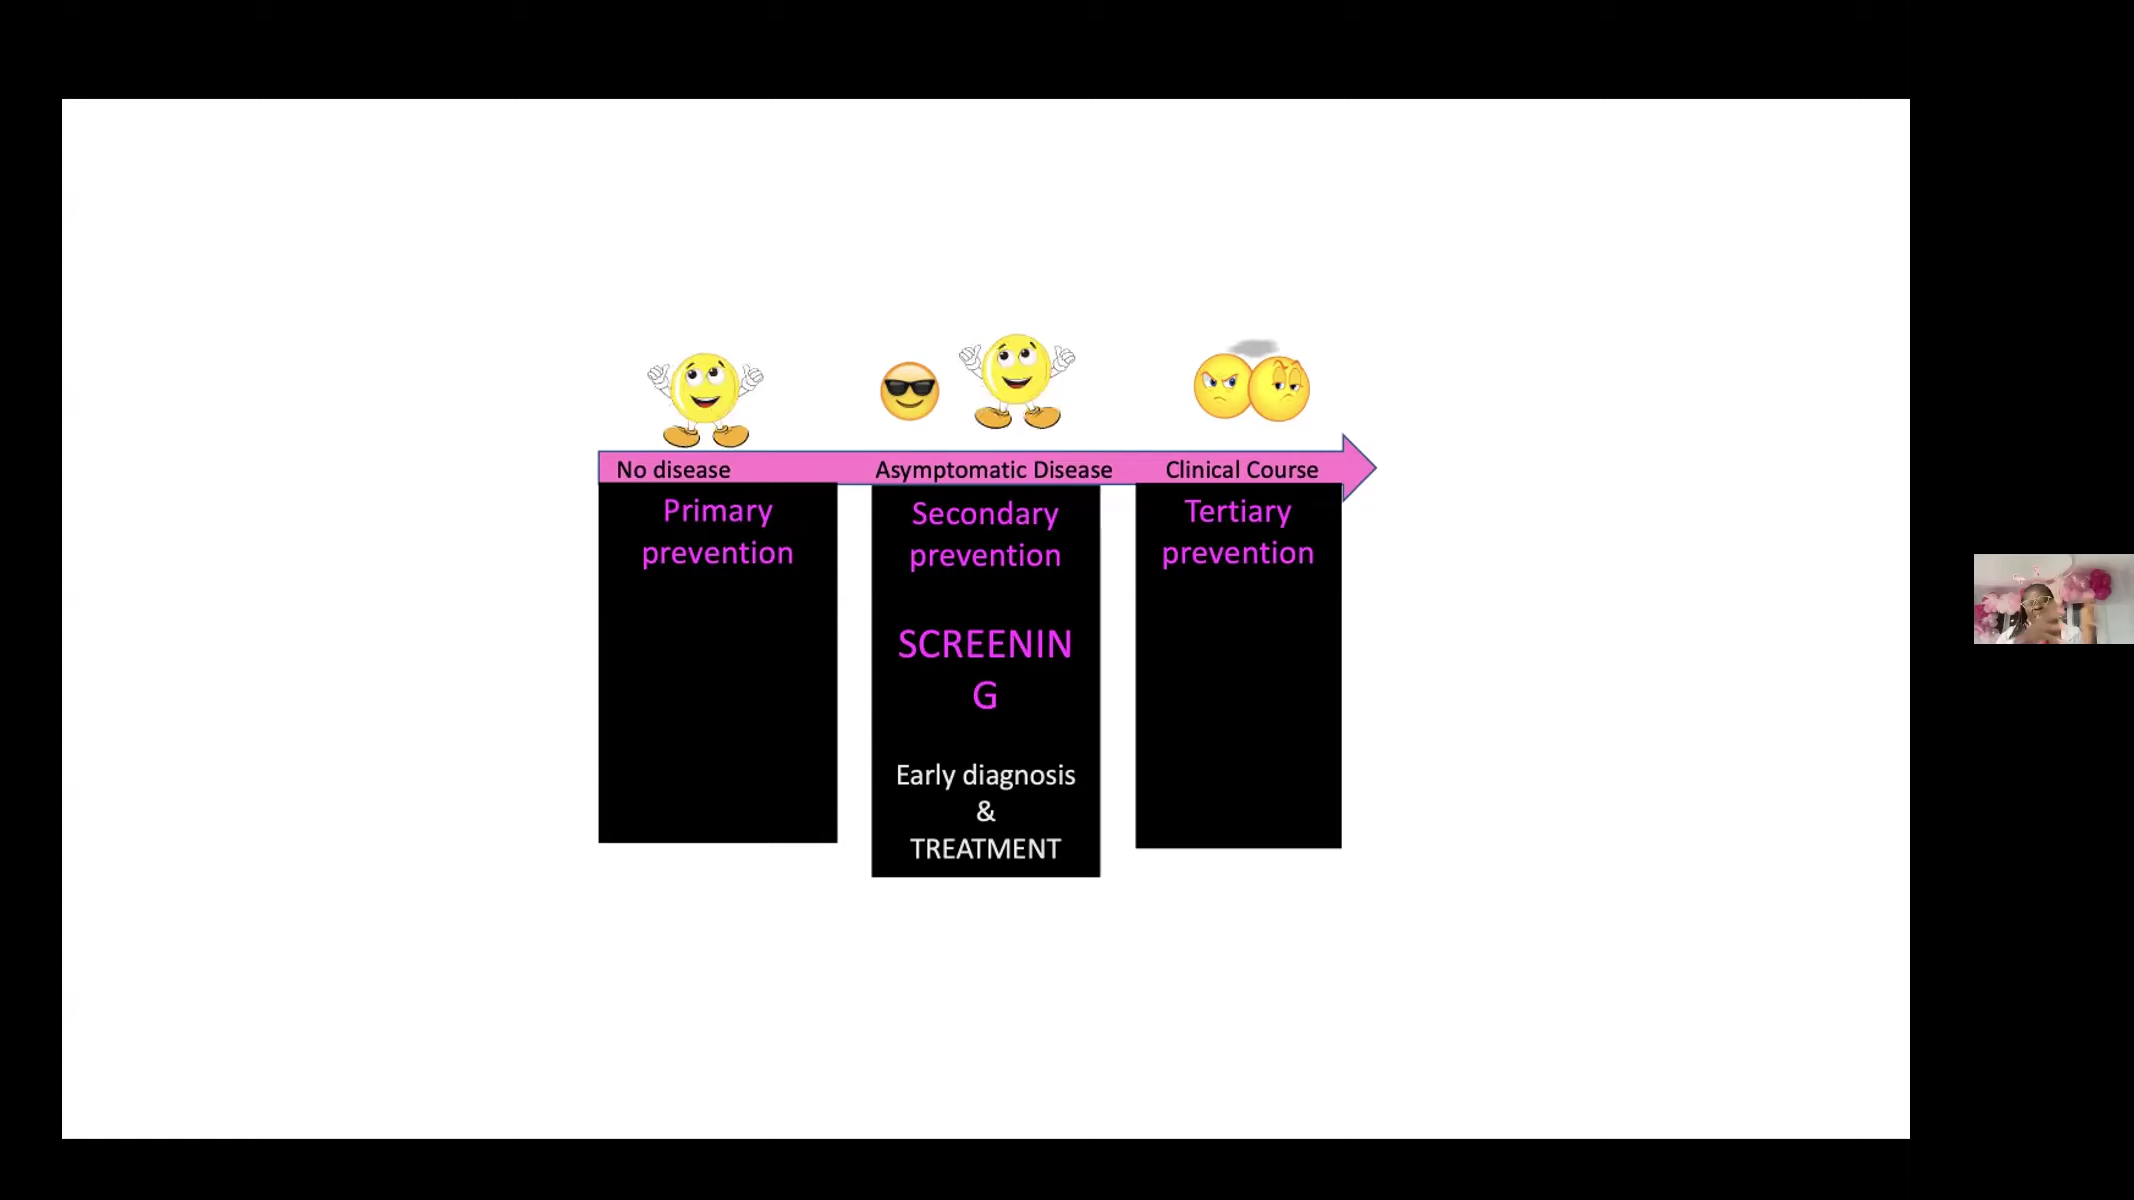 No disease
Asymptomatic Disease
Clinical Course
Primary
prevention
Secondary
prevention
SCREENIN
G
Early diagnosis
&
TREATMENT
Tertiary
prevention